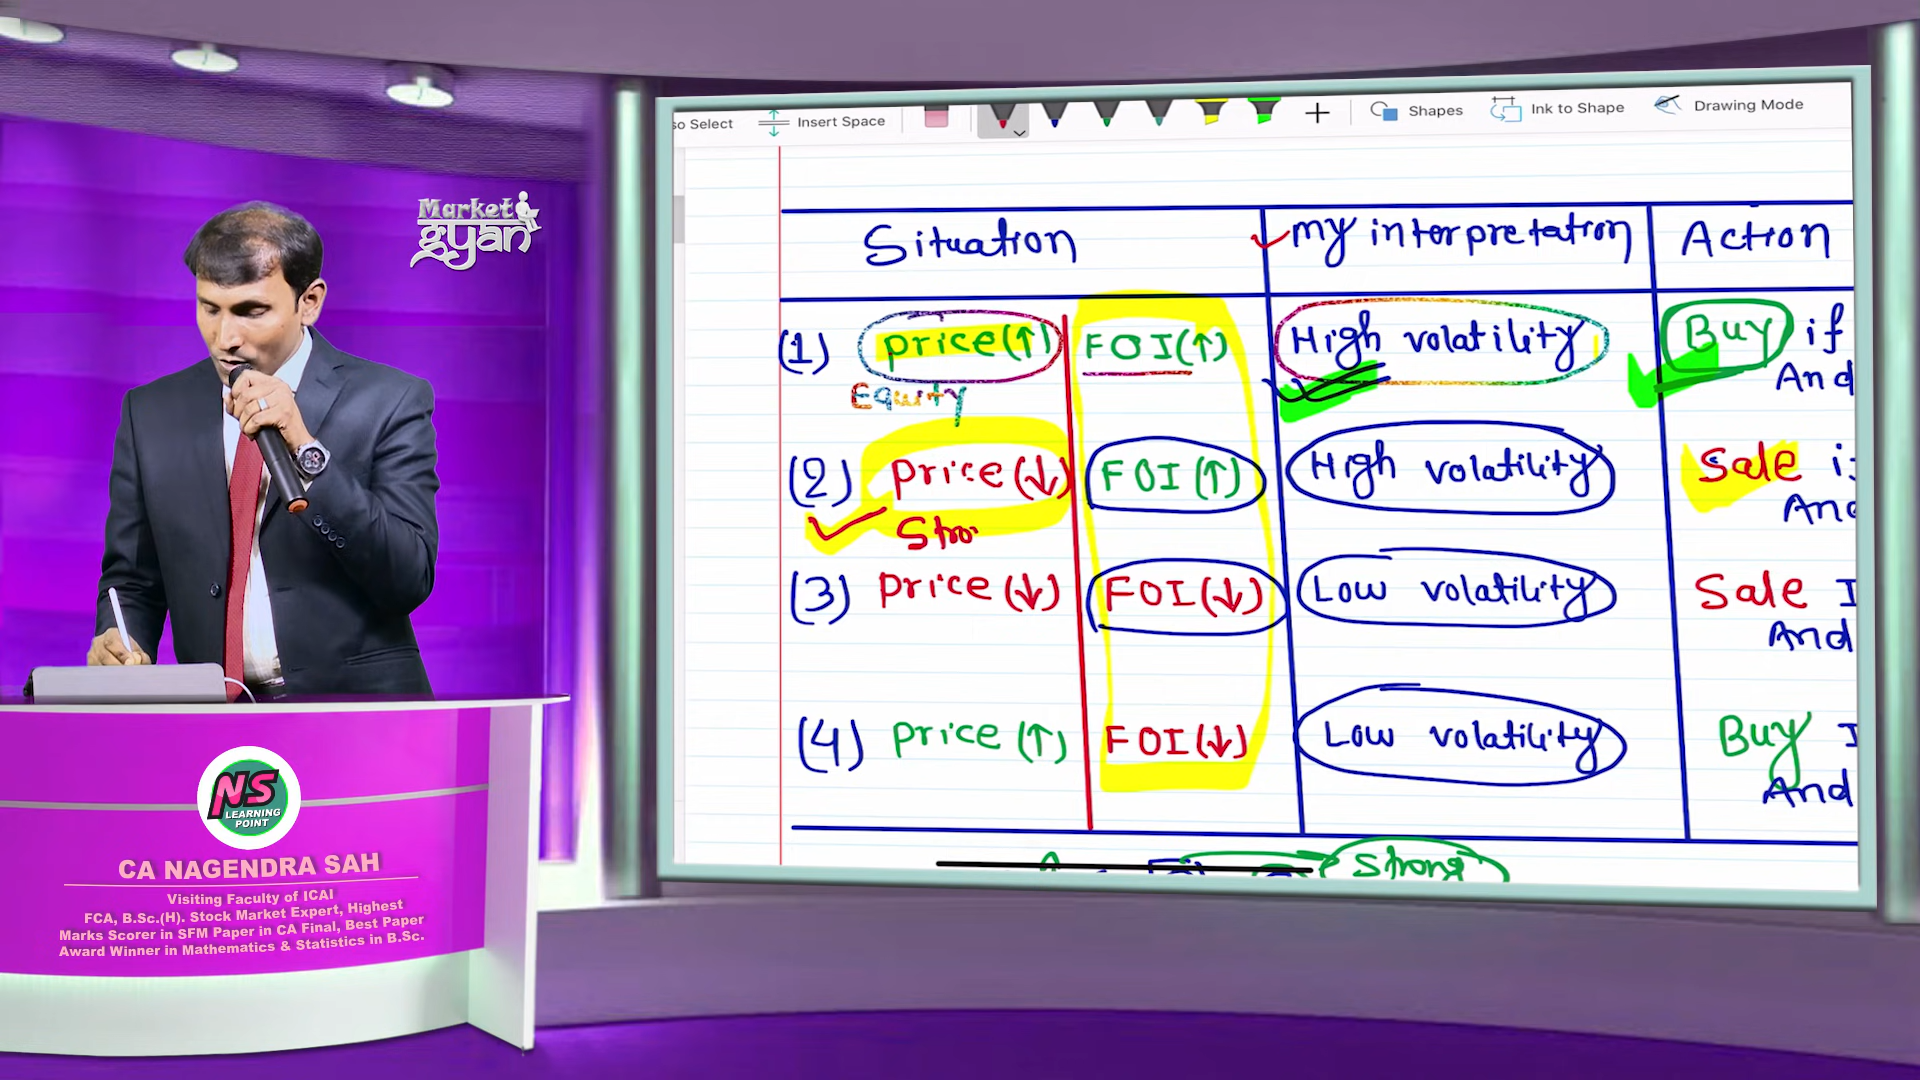 Market
gyan
so Select
Insert Space
Shapes
Ink to Shape
Drawing Mode
Situation
my interpretation
Action
(1) price(↑) FOI(↑) High volatility Buy if
Equity And
(2) price(↓) FOI(↑) High volatility Sale
Stro
(3) price(↓) FOI(↓) Low volatility Sale I
And
(4) price(↑) FOI(↓) Low volatility Buy I
And
Strong
NS
LEARNING
POINT
CA NAGENDRA SAH
Visiting Faculty of ICAI
FCA, B.Sc.(H). Stock Market Expert, Highest
Marks Scorer in SFM Paper in CA Final, Best Paper
Award Winner in Mathematics & Statistics in B.Sc.